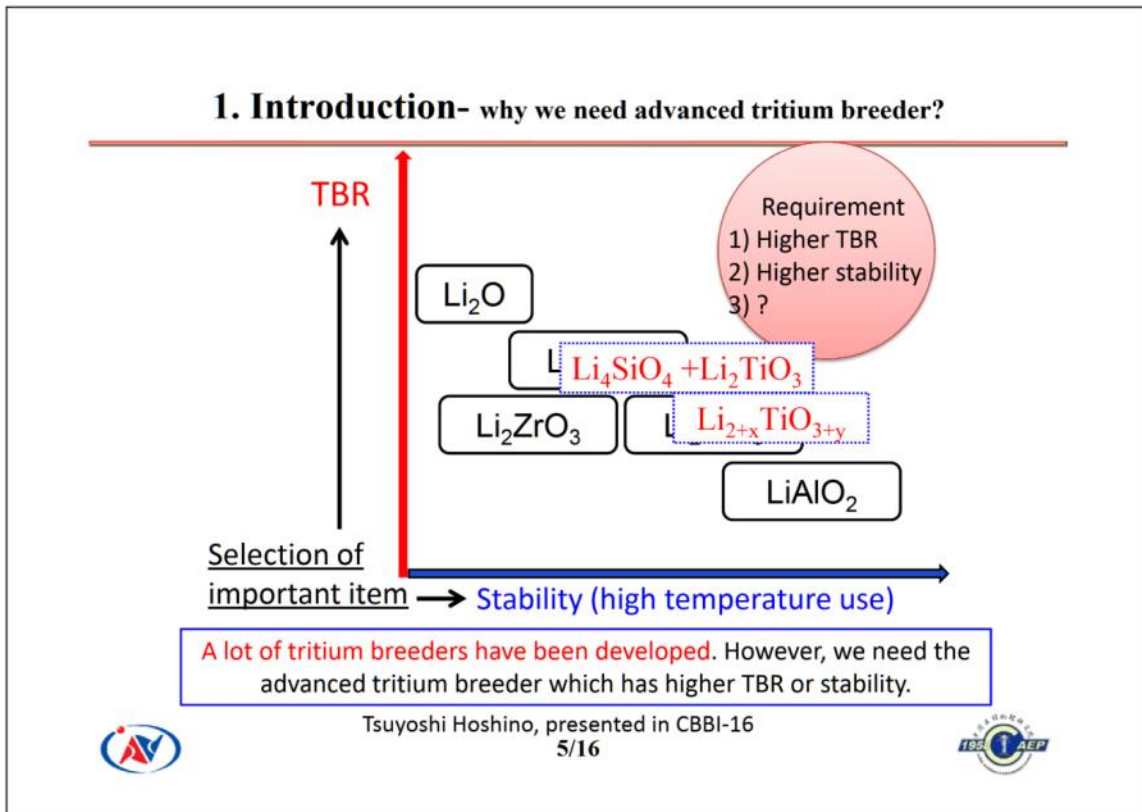 1. Introduction- why we need advanced tritium breeder?
TBR
Requirement
1) Higher TBR
2) Higher stability
3) ?
Li₂O
L
Li₄SiO₄ +Li₂TiO₃
Li₂ZrO₃
L
Li₂₊ₓTiO₃₊y
LiAlO₂
Selection of
important item
Stability (high temperature use)
A lot of tritium breeders have been developed. However, we need the
advanced tritium breeder which has higher TBR or stability.
Tsuyoshi Hoshino, presented in CBBI-16
5/16
195
CAEP